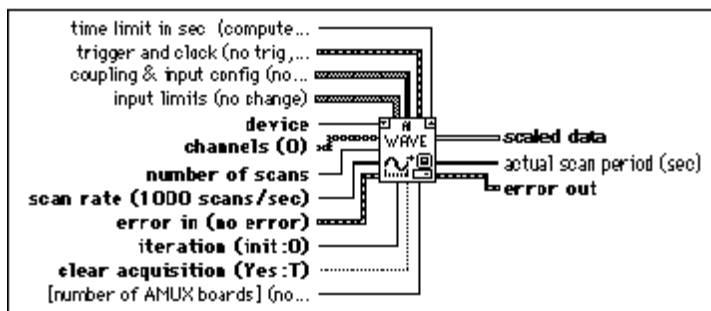 time limit in sec (compute...
trigger and clock (no trig,...
coupling & input config (no...
input limits (no change)
device
channels (0)
number of scans
scan rate (1000 scans/sec)
error in (no error)
iteration (init:0)
clear acquisition (Yes:T)
[number of AMUX boards] (no...
AI
WAVE
scaled data
actual scan period (sec)
error out